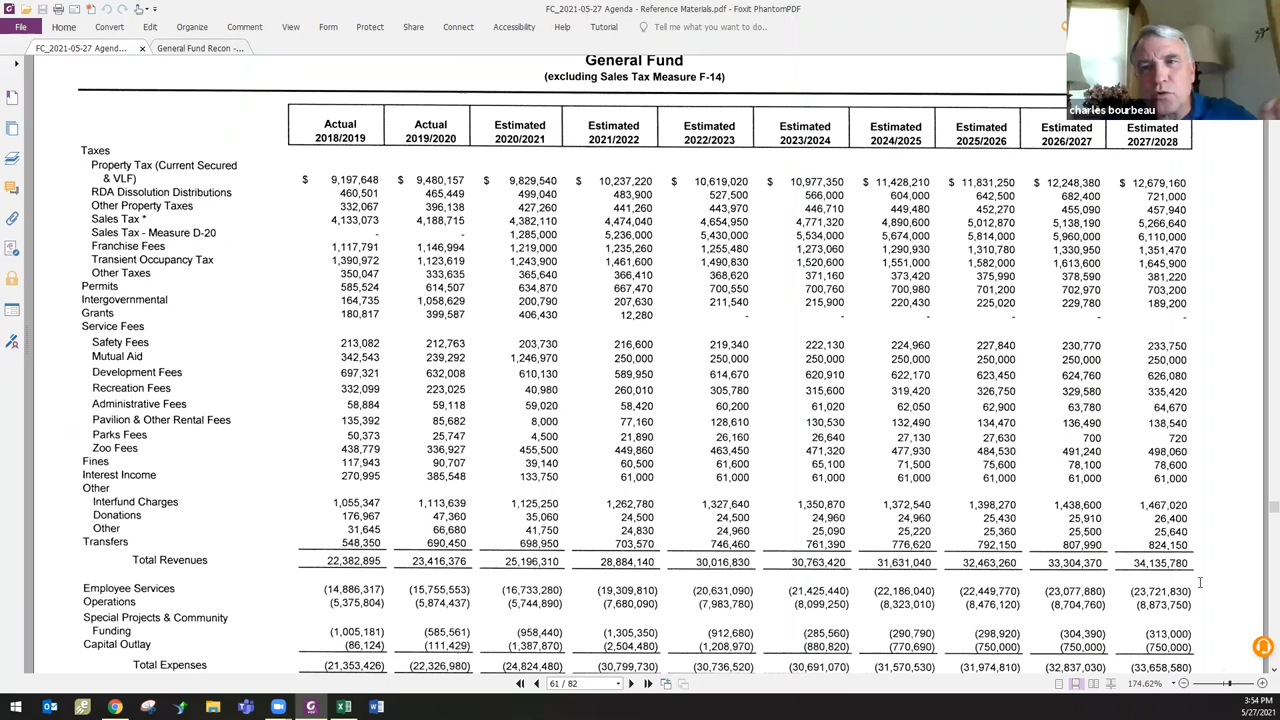 FC_2021-05-27 Agenda - Reference Materials.pdf - Foxit PhantomPDF
File Home Convert Edit Organize Comment View Form Protect Share Connect Accessibility Help Tutorial Tell me what you want to do..
FC_2021-05-27 Agend... × General Fund Recon -...
charles bourbeau
General Fund
(excluding Sales Tax Measure F-14)
Actual Actual Estimated Estimated Estimated Estimated Estimated Estimated Estimated Estimated
2018/2019 2019/2020 2020/2021 2021/2022 2022/2023 2023/2024 2024/2025 2025/2026 2026/2027 2027/2028
Taxes
Property Tax (Current Secured
& VLF) $ 9,197,648 $ 9,480,157 $ 9,829,540 $ 10,237,220 $ 10,619,020 $ 10,977,350 $ 11,428,210 $ 11,831,250 $ 12,248,380 $ 12,679,160
RDA Dissolution Distributions 460,501 465,449 499,040 483,900 527,500 566,000 604,000 642,500 682,400 721,000
Other Property Taxes 332,067 396,138 427,260 441,260 443,970 446,710 449,480 452,270 455,090 457,940
Sales Tax * 4,133,073 4,188,715 4,382,110 4,474,040 4,654,950 4,771,320 4,890,600 5,012,870 5,138,190 5,266,640
Sales Tax - Measure D-20 - - 1,285,000 5,236,000 5,430,000 5,534,000 5,674,000 5,814,000 5,960,000 6,110,000
Franchise Fees 1,117,791 1,146,994 1,219,000 1,235,260 1,255,480 1,273,060 1,290,930 1,310,780 1,330,950 1,351,470
Transient Occupancy Tax 1,390,972 1,123,619 1,243,900 1,461,600 1,490,830 1,520,600 1,551,000 1,582,000 1,613,600 1,645,900
Other Taxes 350,047 333,635 365,640 366,410 368,620 371,160 373,420 375,990 378,590 381,220
Permits 585,524 614,507 634,870 667,470 700,550 700,760 700,980 701,200 702,970 703,200
Intergovernmental 164,735 1,058,629 200,790 207,630 211,540 215,900 220,430 225,020 229,780 189,200
Grants 180,817 399,587 406,430 12,280 - - - - - -
Service Fees
Safety Fees 213,082 212,763 203,730 216,600 219,340 222,130 224,960 227,840 230,770 233,750
Mutual Aid 342,543 239,292 1,246,970 250,000 250,000 250,000 250,000 250,000 250,000 250,000
Development Fees 697,321 632,008 610,130 589,950 614,670 620,910 622,170 623,450 624,760 626,080
Recreation Fees 332,099 223,025 40,980 260,010 305,780 315,600 319,420 326,750 329,580 335,420
Administrative Fees 58,884 59,118 59,020 58,420 60,200 61,020 62,050 62,900 63,780 64,670
Pavilion & Other Rental Fees 135,392 85,682 8,000 77,160 128,610 130,530 132,490 134,470 136,490 138,540
Parks Fees 50,373 25,747 4,500 21,890 26,160 26,640 27,130 27,630 700 720
Zoo Fees 438,779 336,927 455,500 449,860 463,450 471,320 477,930 484,530 491,240 498,060
Fines 117,943 90,707 39,140 60,500 61,600 65,100 71,500 75,600 78,100 78,600
Interest Income 270,995 385,548 133,750 61,000 61,000 61,000 61,000 61,000 61,000 61,000
Other
Interfund Charges 1,055,347 1,113,639 1,125,250 1,262,780 1,327,640 1,350,870 1,372,540 1,398,270 1,438,600 1,467,020
Donations 176,967 47,360 35,060 24,500 24,500 24,960 24,960 25,430 25,910 26,400
Other 31,645 66,680 41,750 24,830 24,960 25,090 25,220 25,360 25,500 25,640
Transfers 548,350 690,450 698,950 703,570 746,460 761,390 776,620 792,150 807,990 824,150
Total Revenues 22,382,895 23,416,376 25,196,310 28,884,140 30,016,830 30,763,420 31,631,040 32,463,260 33,304,370 34,135,780
Employee Services (14,886,317) (15,755,553) (16,733,280) (19,309,810) (20,631,090) (21,425,440) (22,186,040) (22,449,770) (23,077,880) (23,721,830)
Operations (5,375,804) (5,874,437) (5,744,890) (7,680,090) (7,983,780) (8,099,250) (8,323,010) (8,476,120) (8,704,760) (8,873,750)
Special Projects & Community
Funding (1,005,181) (585,561) (958,440) (1,305,350) (912,680) (285,560) (290,790) (298,920) (304,390) (313,000)
Capital Outlay (86,124) (111,429) (1,387,870) (2,504,480) (1,208,970) (880,820) (770,690) (750,000) (750,000) (750,000)
Total Expenses (21,353,426) (22,326,980) (24,824,480) (30,799,730) (30,736,520) (30,691,070) (31,570,530) (31,974,810) (32,837,030) (33,658,580)
61 / 82 174.62%
3:54 PM
5/27/2021